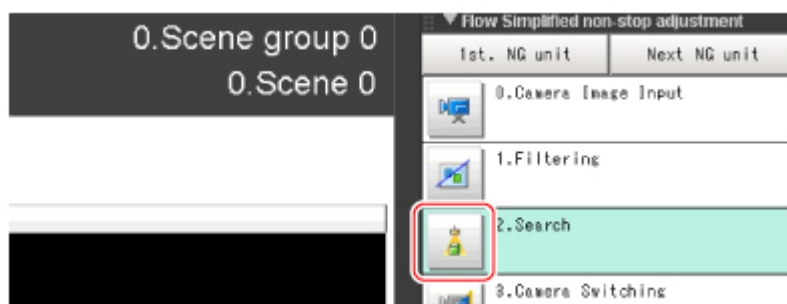 0.Scene group 0
0.Scene 0
Flow Simplified non-stop adjustment
1st. NG unit
Next NG unit
0.Camera Image Input
1.Filtering
2.Search
3.Camera Switching